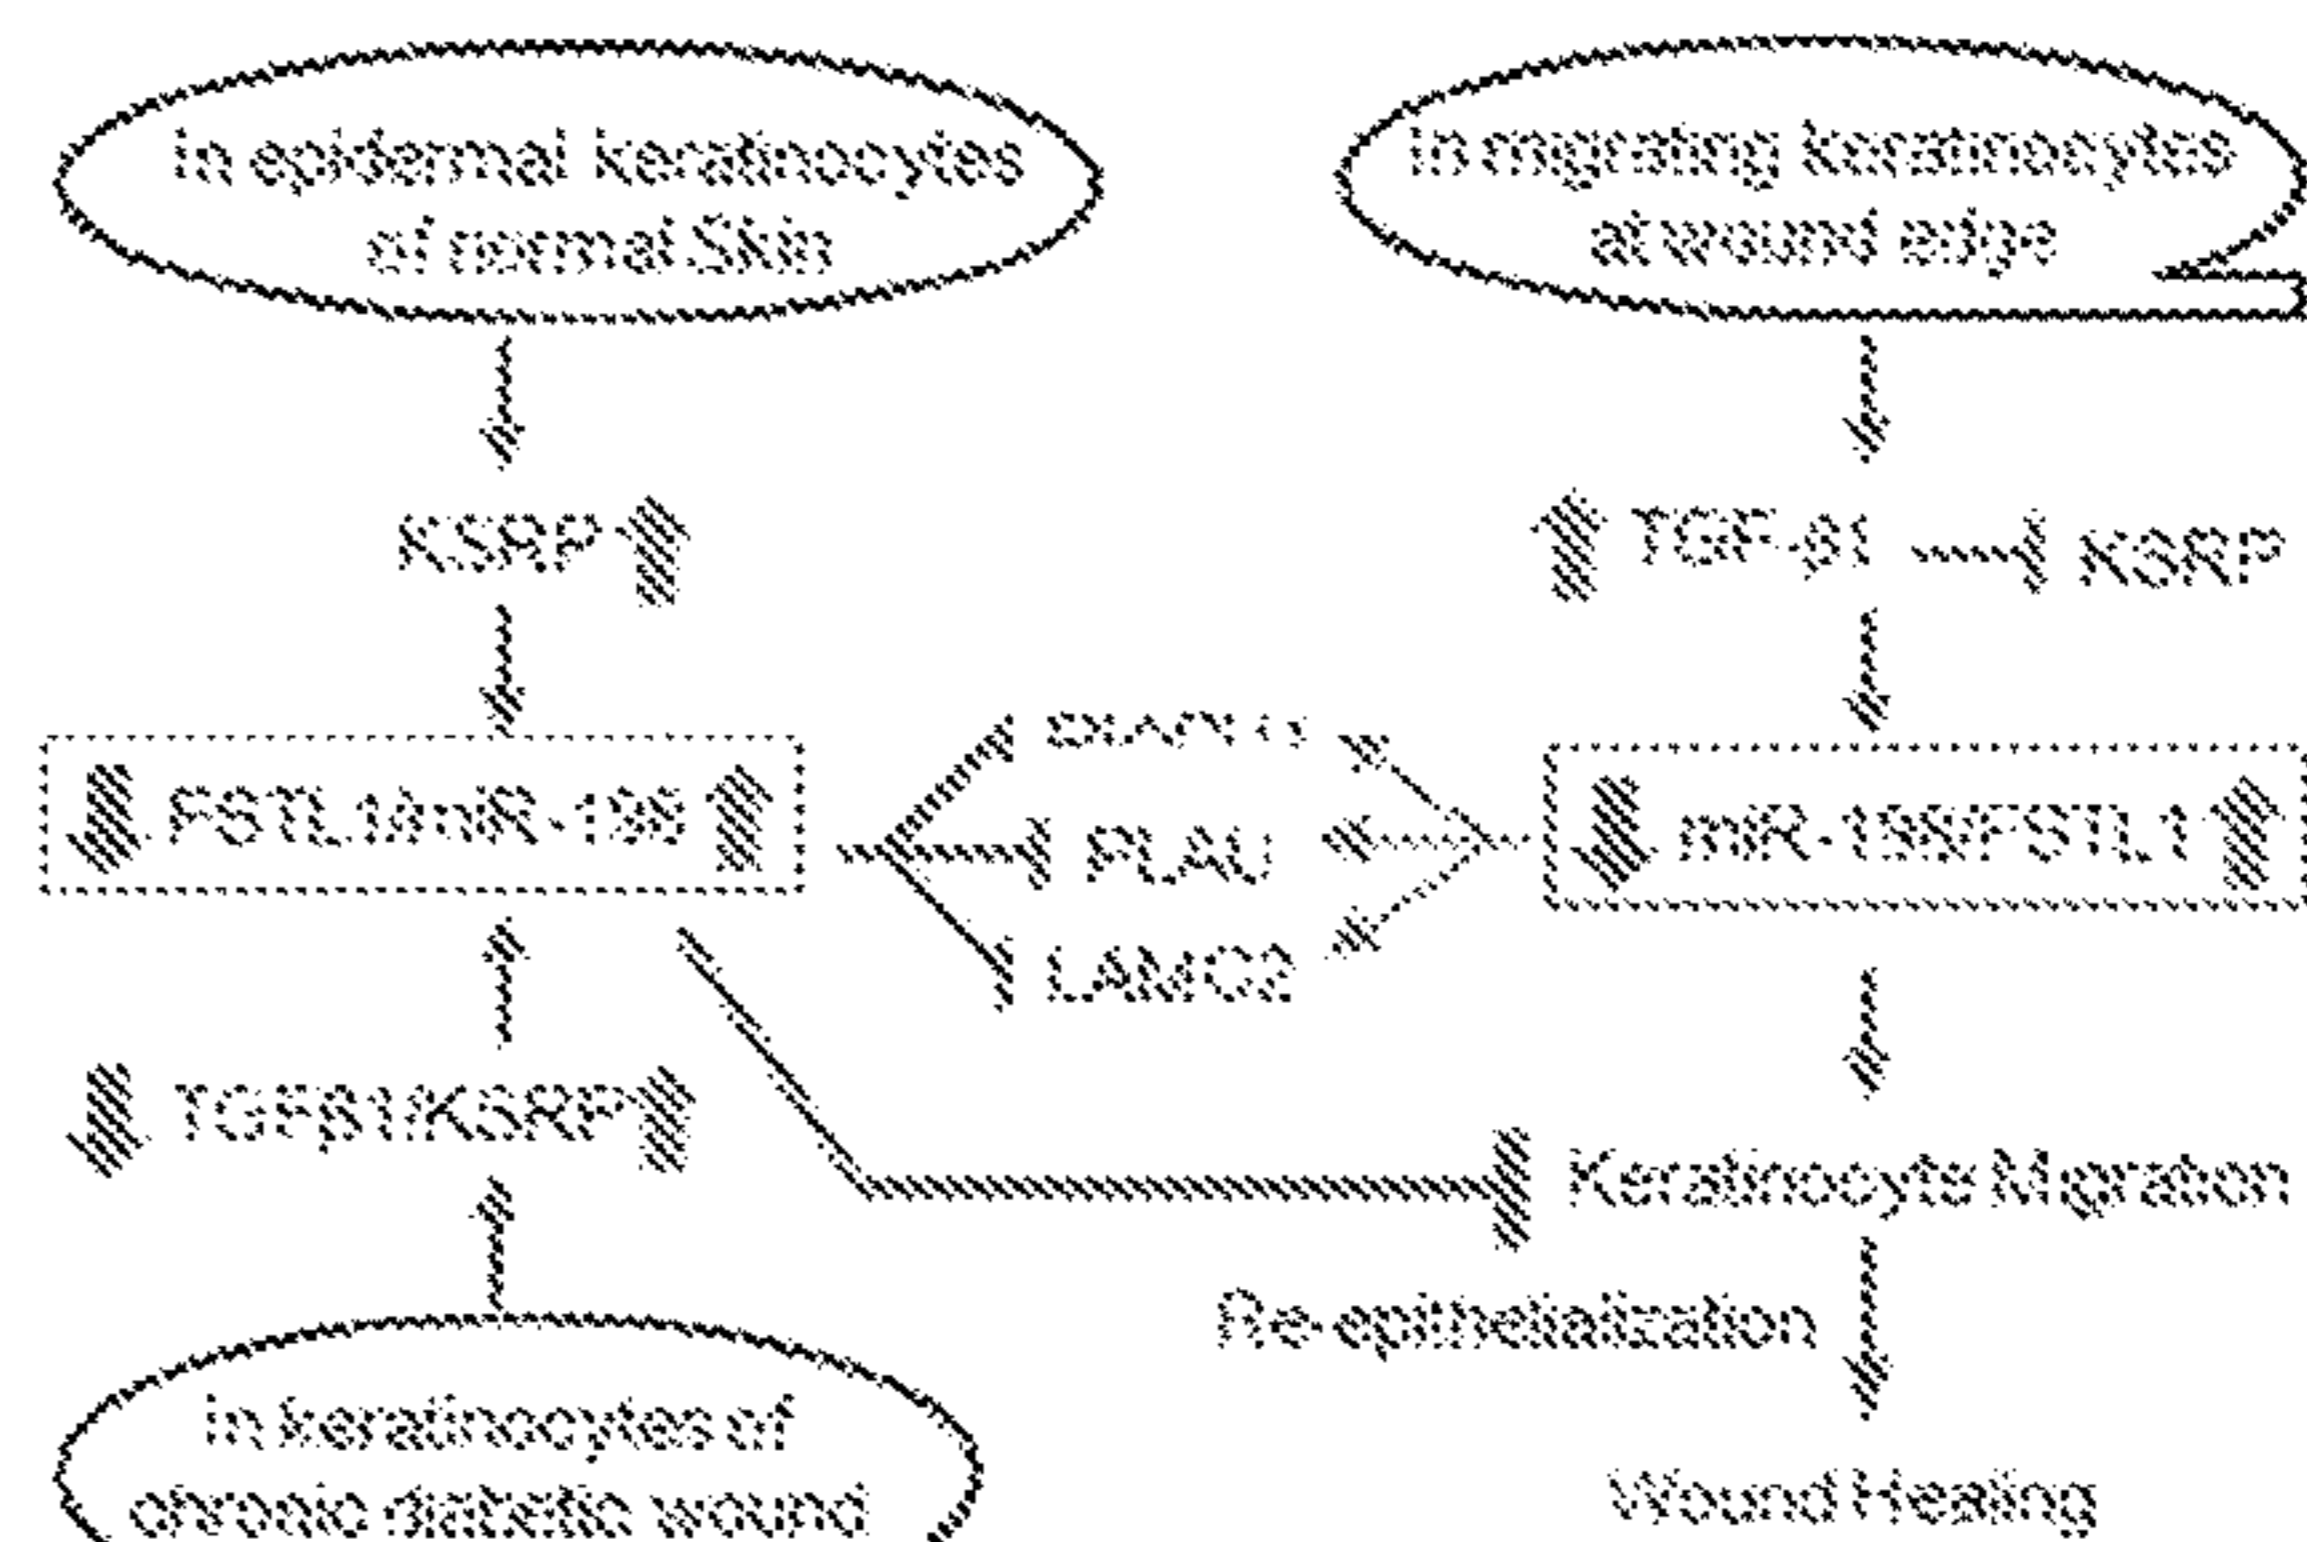 In epidermal keratinocytes
of normal Skin
In migrating keratinocytes
at wound edge
KSRP
TGF-β1
KSRP
FSTL1/miR-198
PLAU
LAMC2
miR-198/FSTL1
TGFβ1/KSRP
Keratinocyte Migration
Re-epithelialization
In keratinocytes of
chronic diabetic wound
Wound Healing